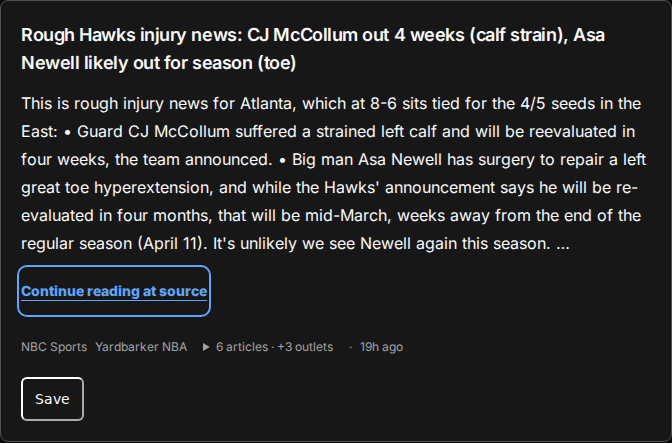 Rough Hawks injury news: CJ McCollum out 4 weeks (calf strain), Asa
Newell likely out for season (toe)
This is rough injury news for Atlanta, which at 8-6 sits tied for the 4/5 seeds in the
East: • Guard CJ McCollum suffered a strained left calf and will be reevaluated in
four weeks, the team announced. • Big man Asa Newell has surgery to repair a left
great toe hyperextension, and while the Hawks' announcement says he will be re-
evaluated in four months, that will be mid-March, weeks away from the end of the
regular season (April 11). It's unlikely we see Newell again this season. ...
Continue reading at source
NBC Sports Yardbarker NBA ▶ 6 articles · +3 outlets · 19h ago
Save